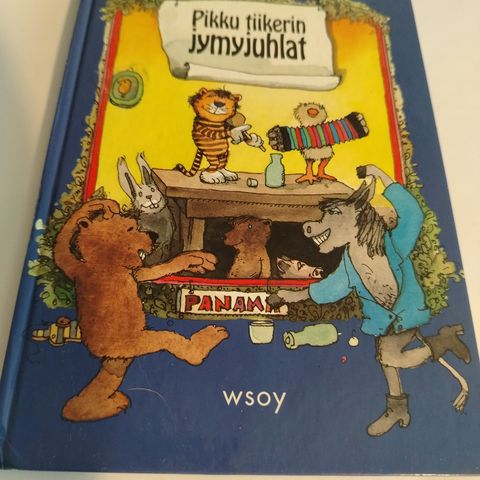 Pikku tiikerin
jymyjuhlat
PANAMA
wsoy